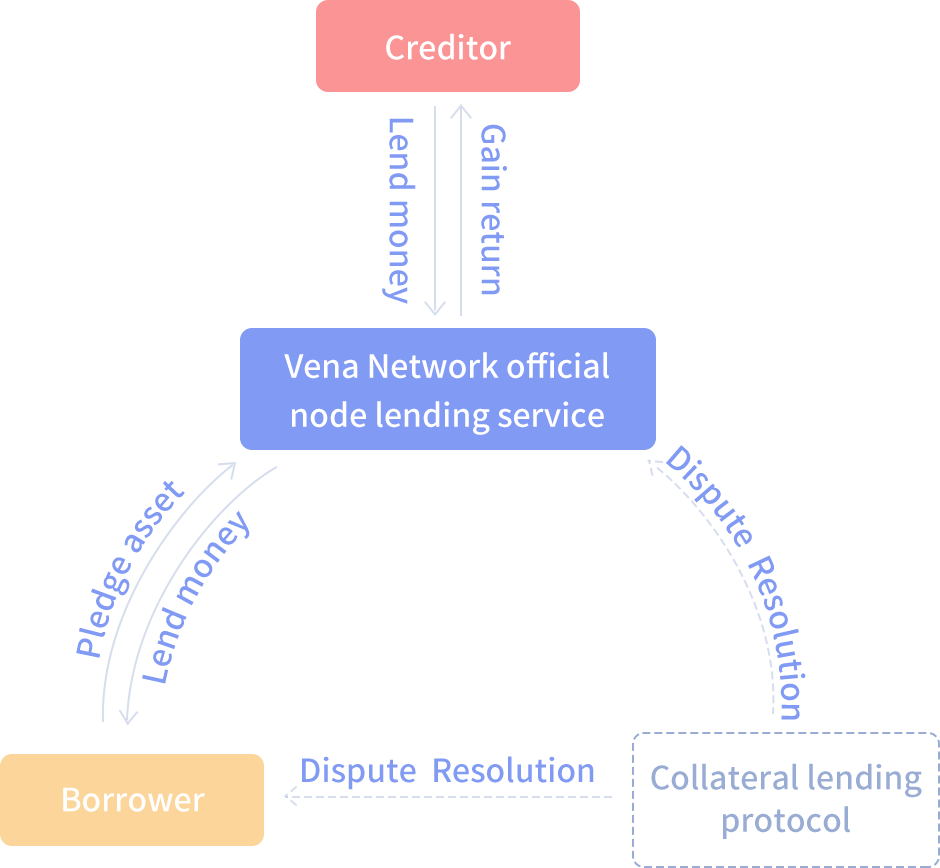 Creditor
Lend money
Gain return
Vena Network official
node lending service
Pledge asset
Lend money
Dispute Resolution
Dispute Resolution
Borrower
Collateral lending
protocol